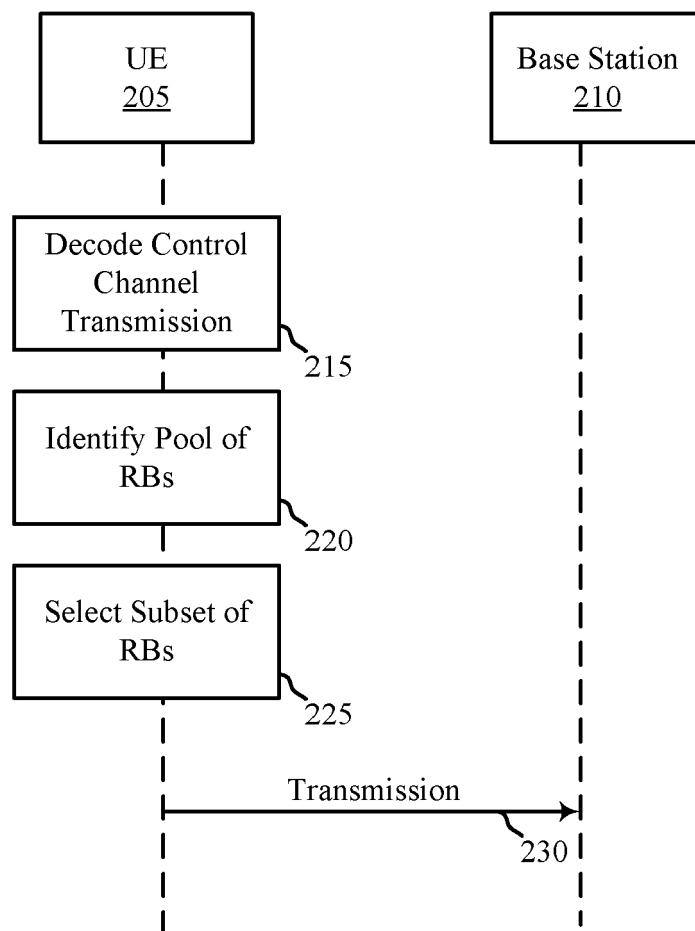 UE
205
Base Station
210
Decode Control
Channel
Transmission
215
Identify Pool of
RBs
220
Select Subset of
RBs
225
Transmission
230